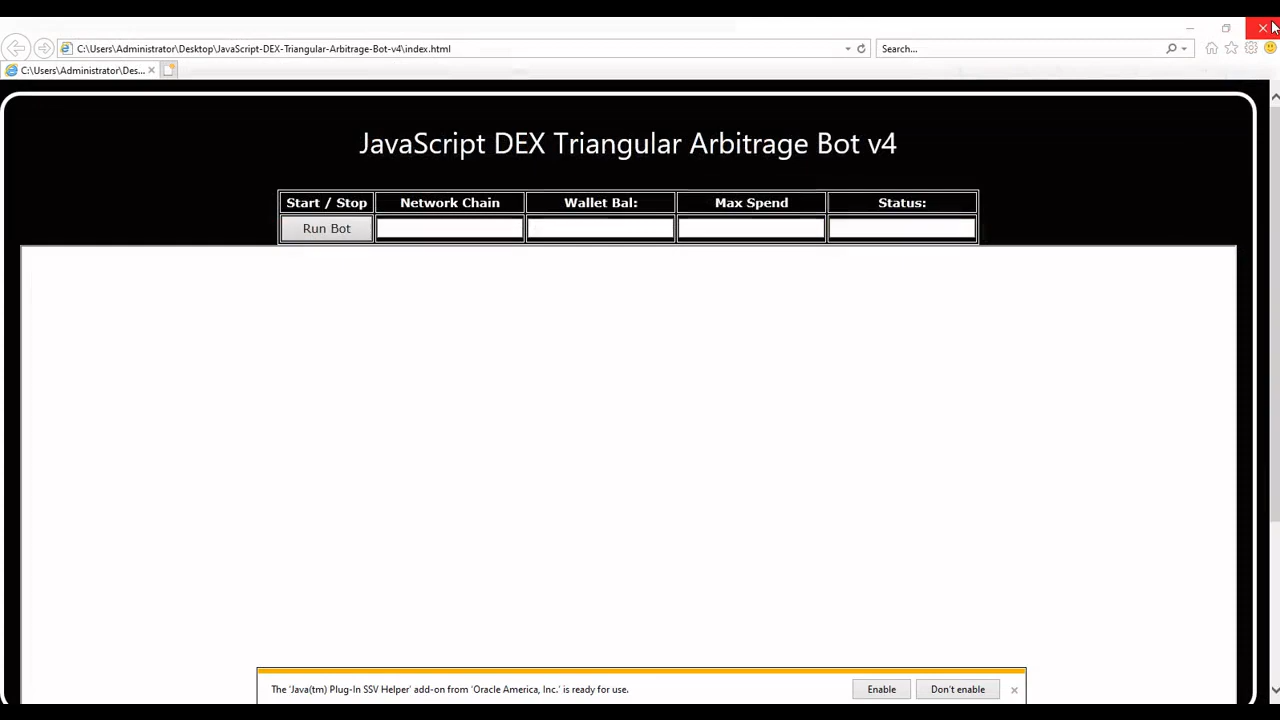 C:\Users\Administrator\Desktop\JavaScript-DEX-Triangular-Arbitrage-Bot-v4\index.html
Search...
C:\Users\Administrator\Des...
JavaScript DEX Triangular Arbitrage Bot v4
Start / Stop Network Chain Wallet Bal: Max Spend Status:
Run Bot
The 'Java(tm) Plug-In SSV Helper' add-on from 'Oracle America, Inc.' is ready for use. Enable Don't enable